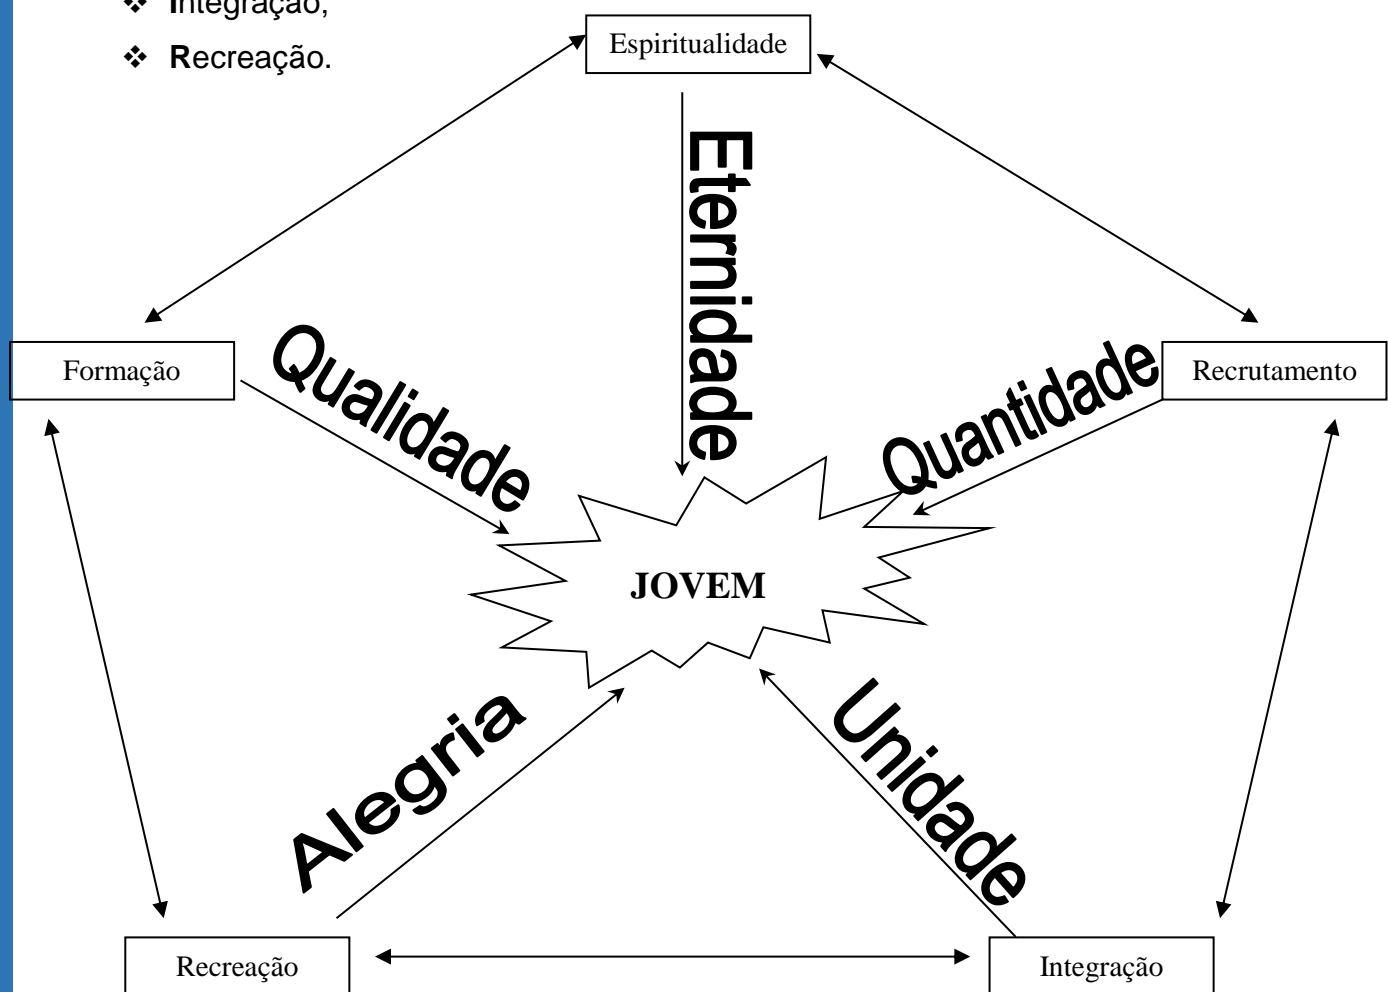 ❖ Integração,
❖ Recreação.
Espiritualidade
Eternidade
Formação
Qualidade
Quantidade
Recrutamento
JOVEM
Alegria
Unidade
Recreação
Integração